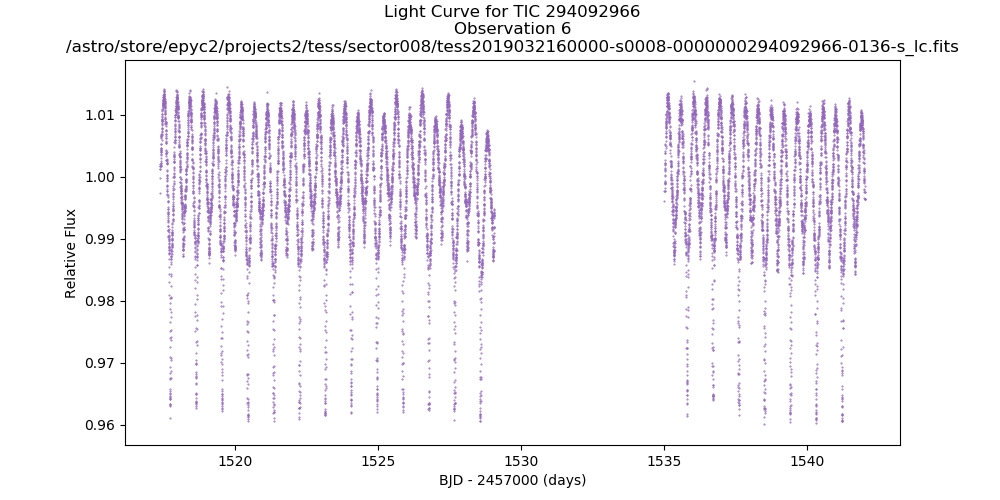 Light Curve for TIC 294092966
Observation 6
/astro/store/epyc2/projects2/tess/sector008/tess2019032160000-s0008-0000000294092966-0136-s_lc.fits
1.01
1.00
0.99
0.98
0.97
0.96
Relative Flux
1520
1525
1530
1535
1540
BJD - 2457000 (days)